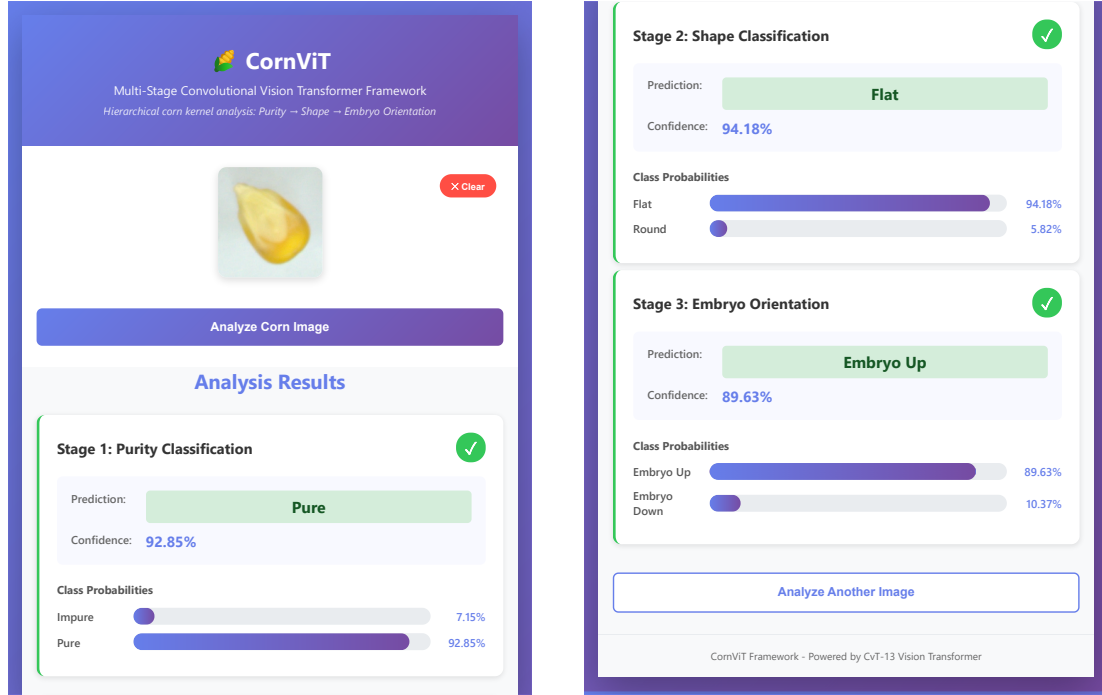 🌽 CornViT
Multi-Stage Convolutional Vision Transformer Framework
Hierarchical corn kernel analysis: Purity → Shape → Embryo Orientation
✕ Clear
Analyze Corn Image
Analysis Results
Stage 1: Purity Classification
✓
Prediction:
Pure
Confidence: 92.85%
Class Probabilities
Impure 7.15%
Pure 92.85%
Stage 2: Shape Classification
✓
Prediction:
Flat
Confidence: 94.18%
Class Probabilities
Flat 94.18%
Round 5.82%
Stage 3: Embryo Orientation
✓
Prediction:
Embryo Up
Confidence: 89.63%
Class Probabilities
Embryo Up 89.63%
Embryo
Down 10.37%
Analyze Another Image
CornViT Framework - Powered by CvT-13 Vision Transformer